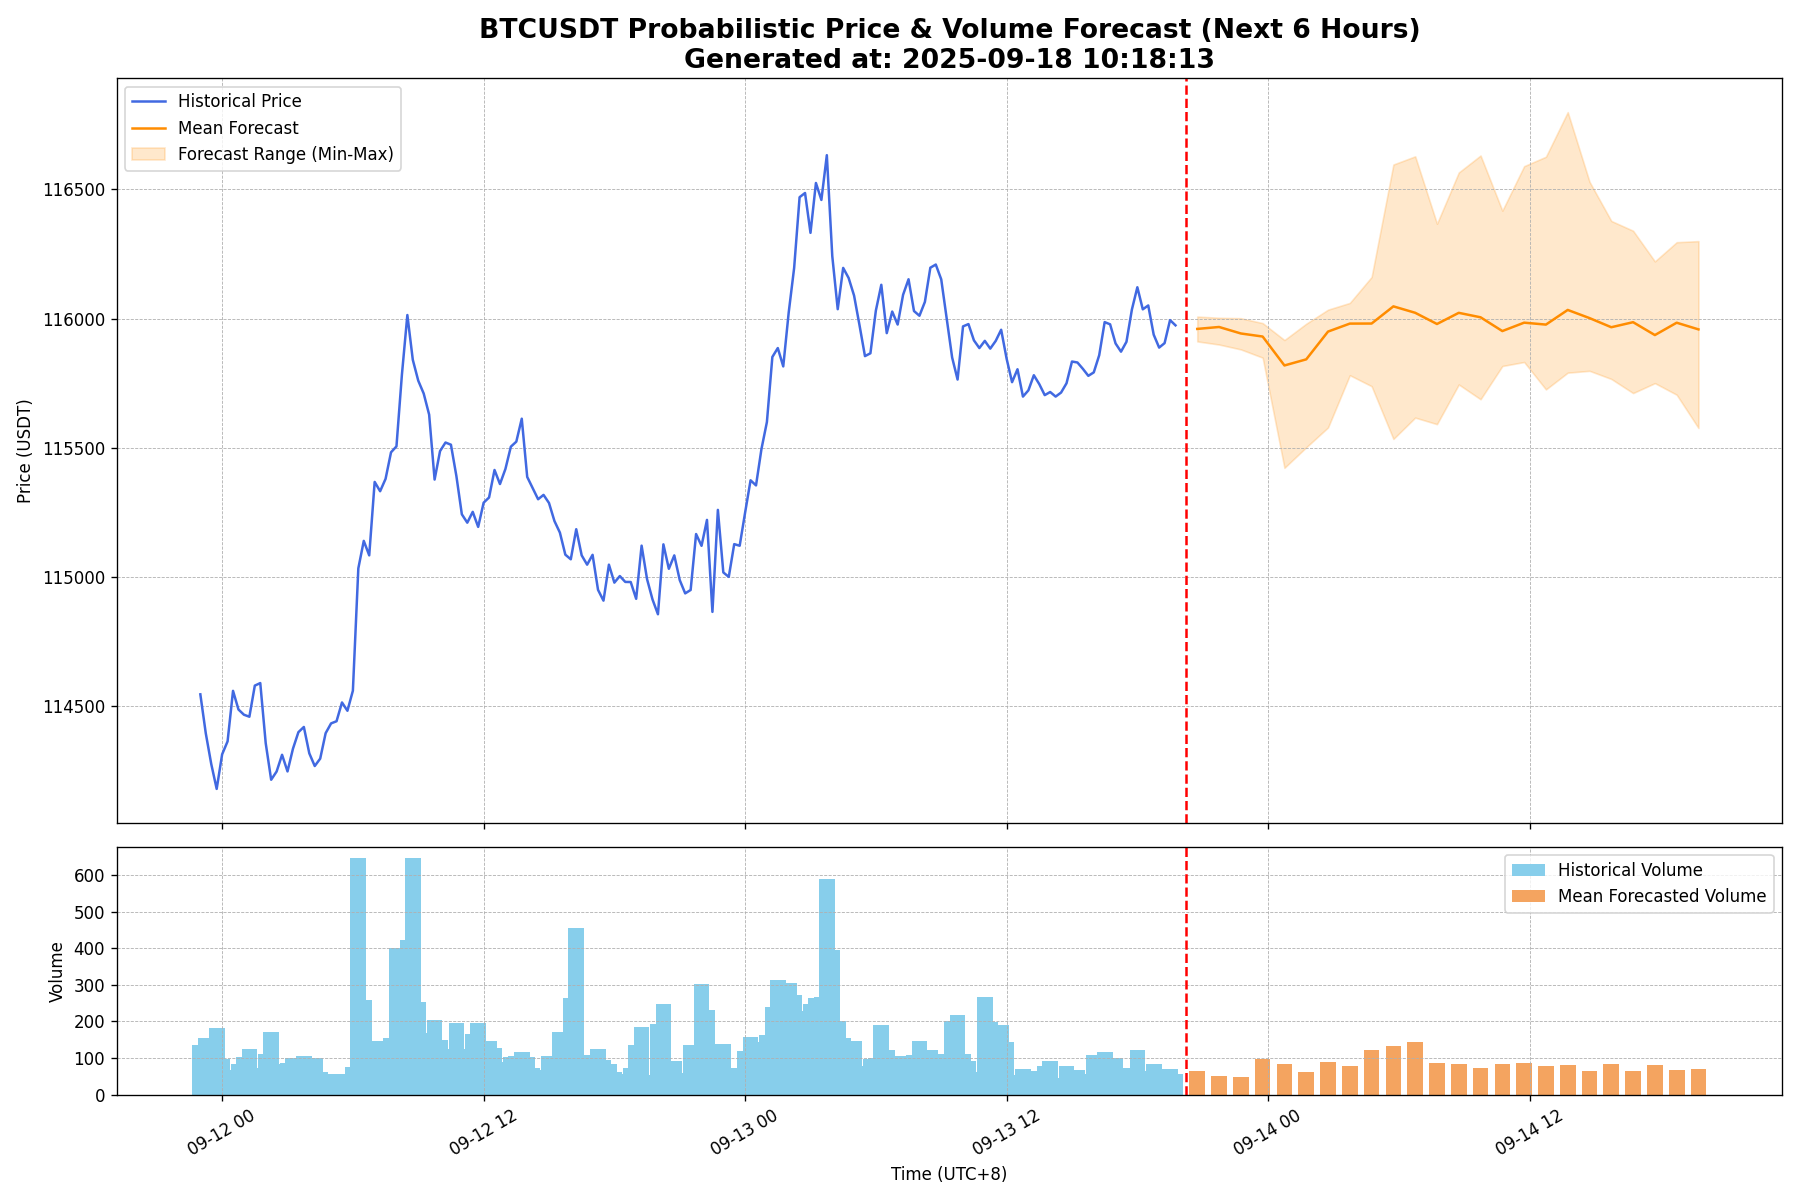 BTCUSDT Probabilistic Price & Volume Forecast (Next 6 Hours)
Generated at: 2025-09-18 10:18:13
Historical Price
Mean Forecast
Forecast Range (Min-Max)
116500
116000
115500
115000
114500
Price (USDT)
Historical Volume
Mean Forecasted Volume
600
500
400
300
200
100
0
Volume
09-12 00
09-12 12
09-13 00
09-13 12
09-14 00
09-14 12
Time (UTC+8)